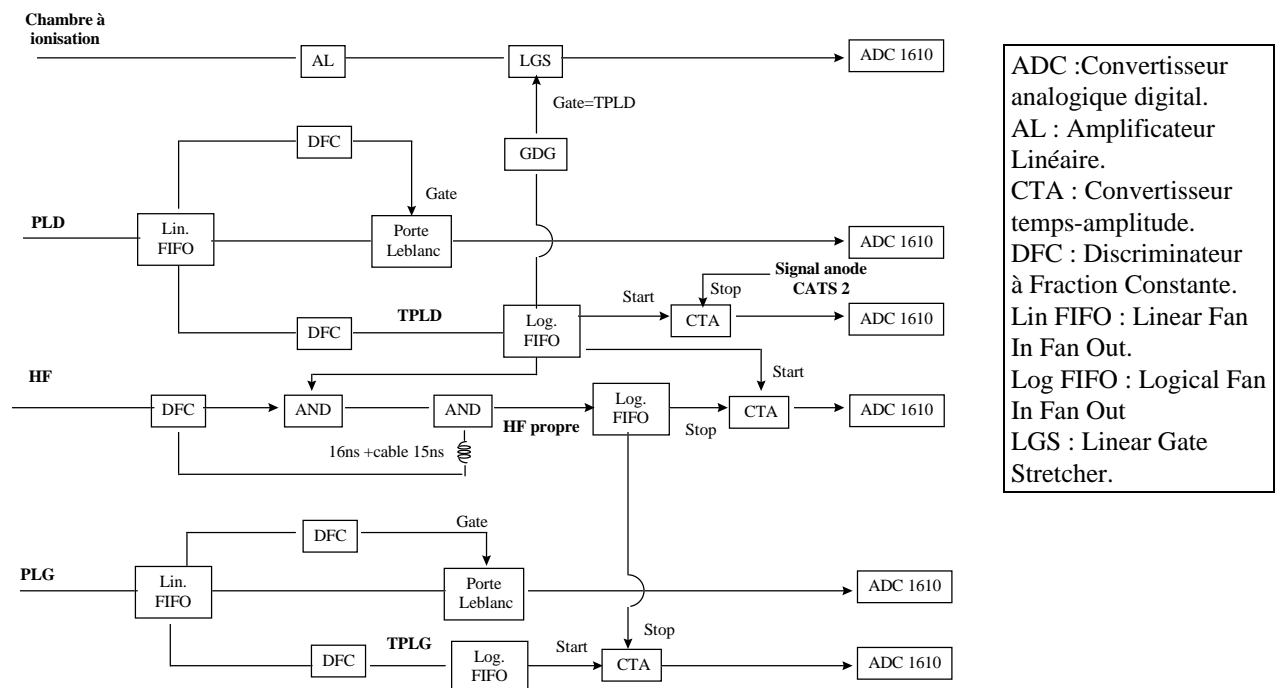 Chambre à
ionisation
AL
LGS
ADC 1610
Gate=TPLD
DFC
GDG
Gate
PLD
Lin.
FIFO
Porte
Leblanc
ADC 1610
Signal anode
CATS 2
Start
Stop
DFC
TPLD
Log.
FIFO
CTA
ADC 1610
HF
Start
DFC
AND
AND
HF propre
Log.
FIFO
Stop
CTA
ADC 1610
16ns +cable 15ns
DFC
Gate
PLG
Lin.
FIFO
Porte
Leblanc
ADC 1610
Stop
DFC
TPLG
Log.
FIFO
Start
CTA
ADC 1610
ADC :Convertisseur
analogique digital.
AL : Amplificateur
Linéaire.
CTA : Convertisseur
temps-amplitude.
DFC : Discriminateur
à Fraction Constante.
Lin FIFO : Linear Fan
In Fan Out.
Log FIFO : Logical Fan
In Fan Out
LGS : Linear Gate
Stretcher.